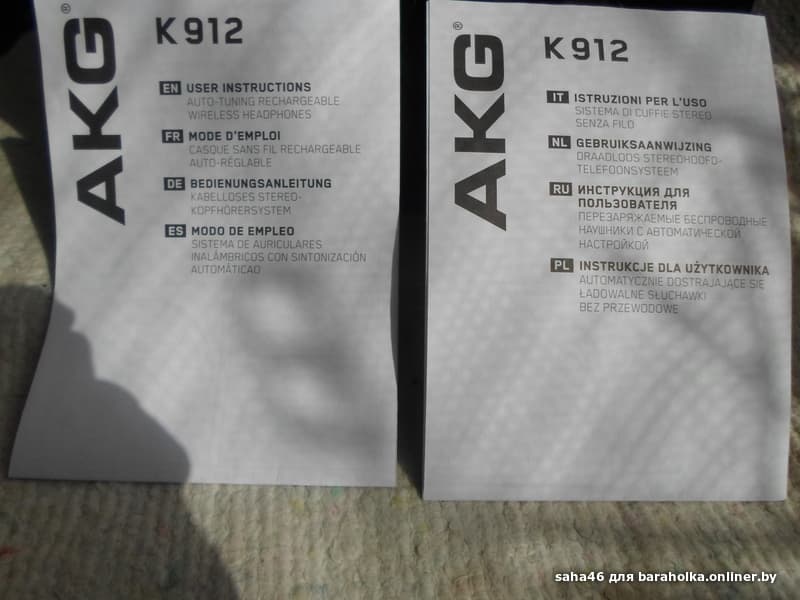 AKG®
K912
EN USER INSTRUCTIONS
AUTO-TUNING RECHARGEABLE
WIRELESS HEADPHONES
FR MODE D'EMPLOI
CASQUE SANS FIL RECHARGEABLE
AUTO-RÉGLABLE
DE BEDIENUNGSANLEITUNG
KABELLOSES STEREO-
KOPFHÖRERSYSTEM
ES MODO DE EMPLEO
SISTEMA DE AURICULARES
INALÁMBRICOS CON SINTONIZACIÓN
AUTOMÁTICAO
AKG®
K912
IT ISTRUZIONI PER L'USO
SISTEMA DI CUFFIE STEREO
SENZA FILO
NL GEBRUIKSAANWIJZING
DRAADLOOS STEREOHOOFD-
TELEFOONSYSTEEM
RU ИНСТРУКЦИЯ ДЛЯ
ПОЛЬЗОВАТЕЛЯ
ПЕРЕЗАРЯЖАЕМЫЕ БЕСПРОВОДНЫЕ
НАУШНИКИ С АВТОМАТИЧЕСКОЙ
НАСТРОЙКОЙ
PL INSTRUKCJE DLA UŻYTKOWNIKA
AUTOMATYCZNIE DOSTRAJAJĄCE SIĘ
ŁADOWALNE SŁUCHAWKI
BEZ PRZEWODOWE
saha46 для baraholka.onliner.by